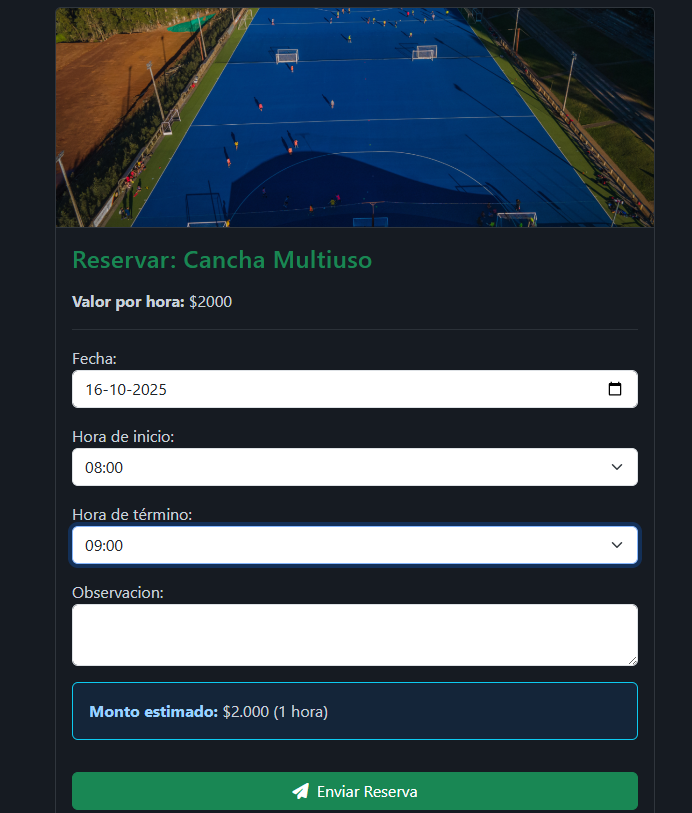 Reservar: Cancha Multiuso
Valor por hora: $2000
Fecha:
16-10-2025
Hora de inicio:
08:00
Hora de término:
09:00
Observacion:
Monto estimado: $2.000 (1 hora)
Enviar Reserva